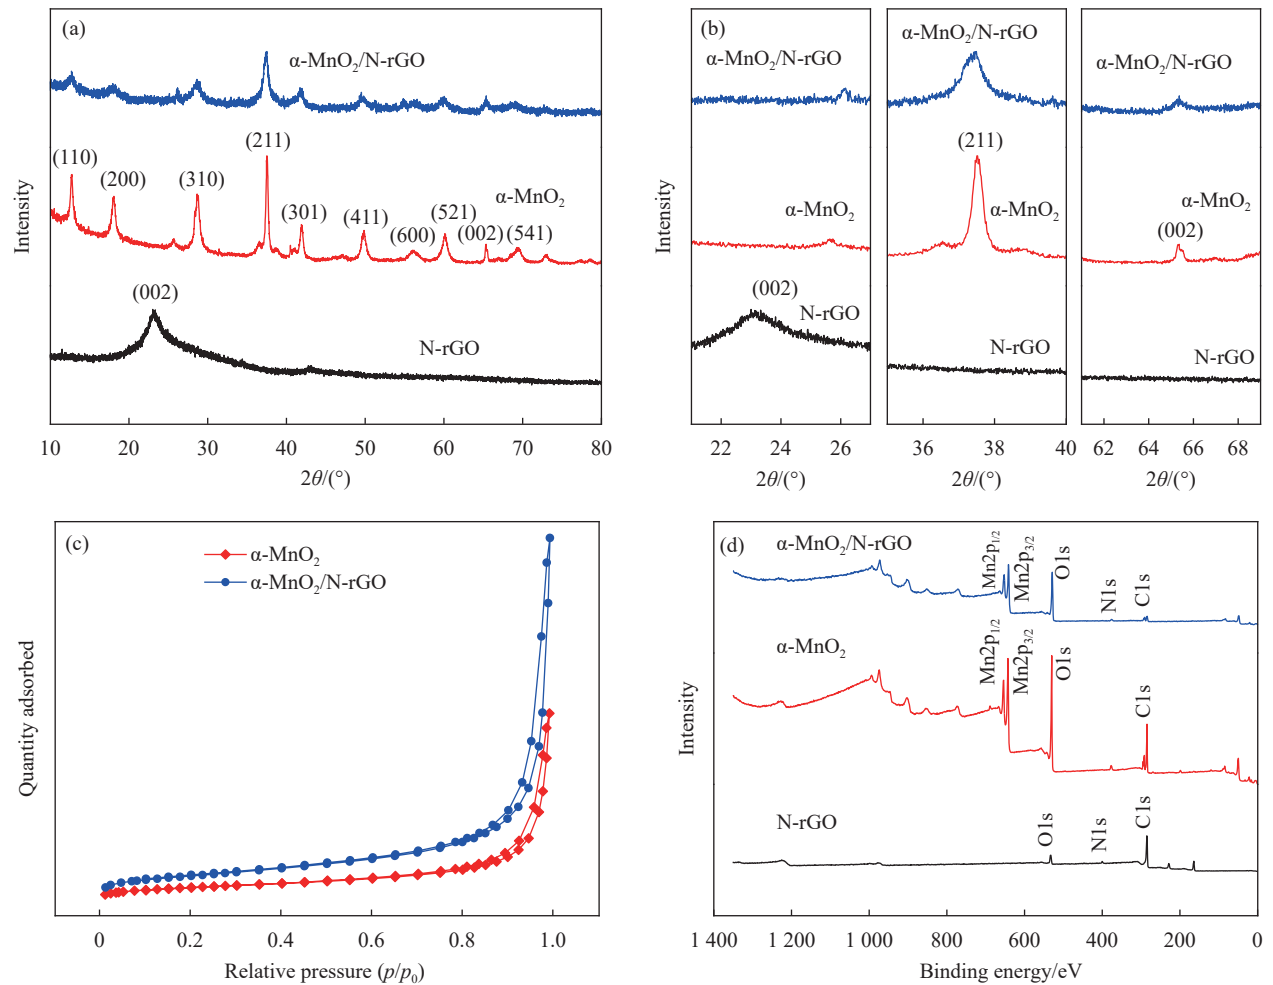 (a)
α-MnO₂/N-rGO
(211)
(110)
(200)
(310)
(301)
(411)
(600)
(521)
(002)
(541)
α-MnO₂
(002)
N-rGO
Intensity
10 20 30 40 50 60 70 80
2θ/(°)
(b)
α-MnO₂/N-rGO
α-MnO₂/N-rGO
α-MnO₂/N-rGO
α-MnO₂
(211)
α-MnO₂
α-MnO₂
(002)
(002)
N-rGO
N-rGO
N-rGO
Intensity
22 24 26
36 38 40
62 64 66 68
2θ/(°)
2θ/(°)
2θ/(°)
(c)
α-MnO₂
α-MnO₂/N-rGO
Quantity adsorbed
0 0.2 0.4 0.6 0.8 1.0
Relative pressure (p/p₀)
(d)
α-MnO₂/N-rGO
Mn2p₁/₂
Mn2p₃/₂
O1s
N1s
C1s
α-MnO₂
Mn2p₁/₂
Mn2p₃/₂
O1s
C1s
N-rGO
O1s
N1s
C1s
Intensity
1 400 1 200 1 000 800 600 400 200 0
Binding energy/eV